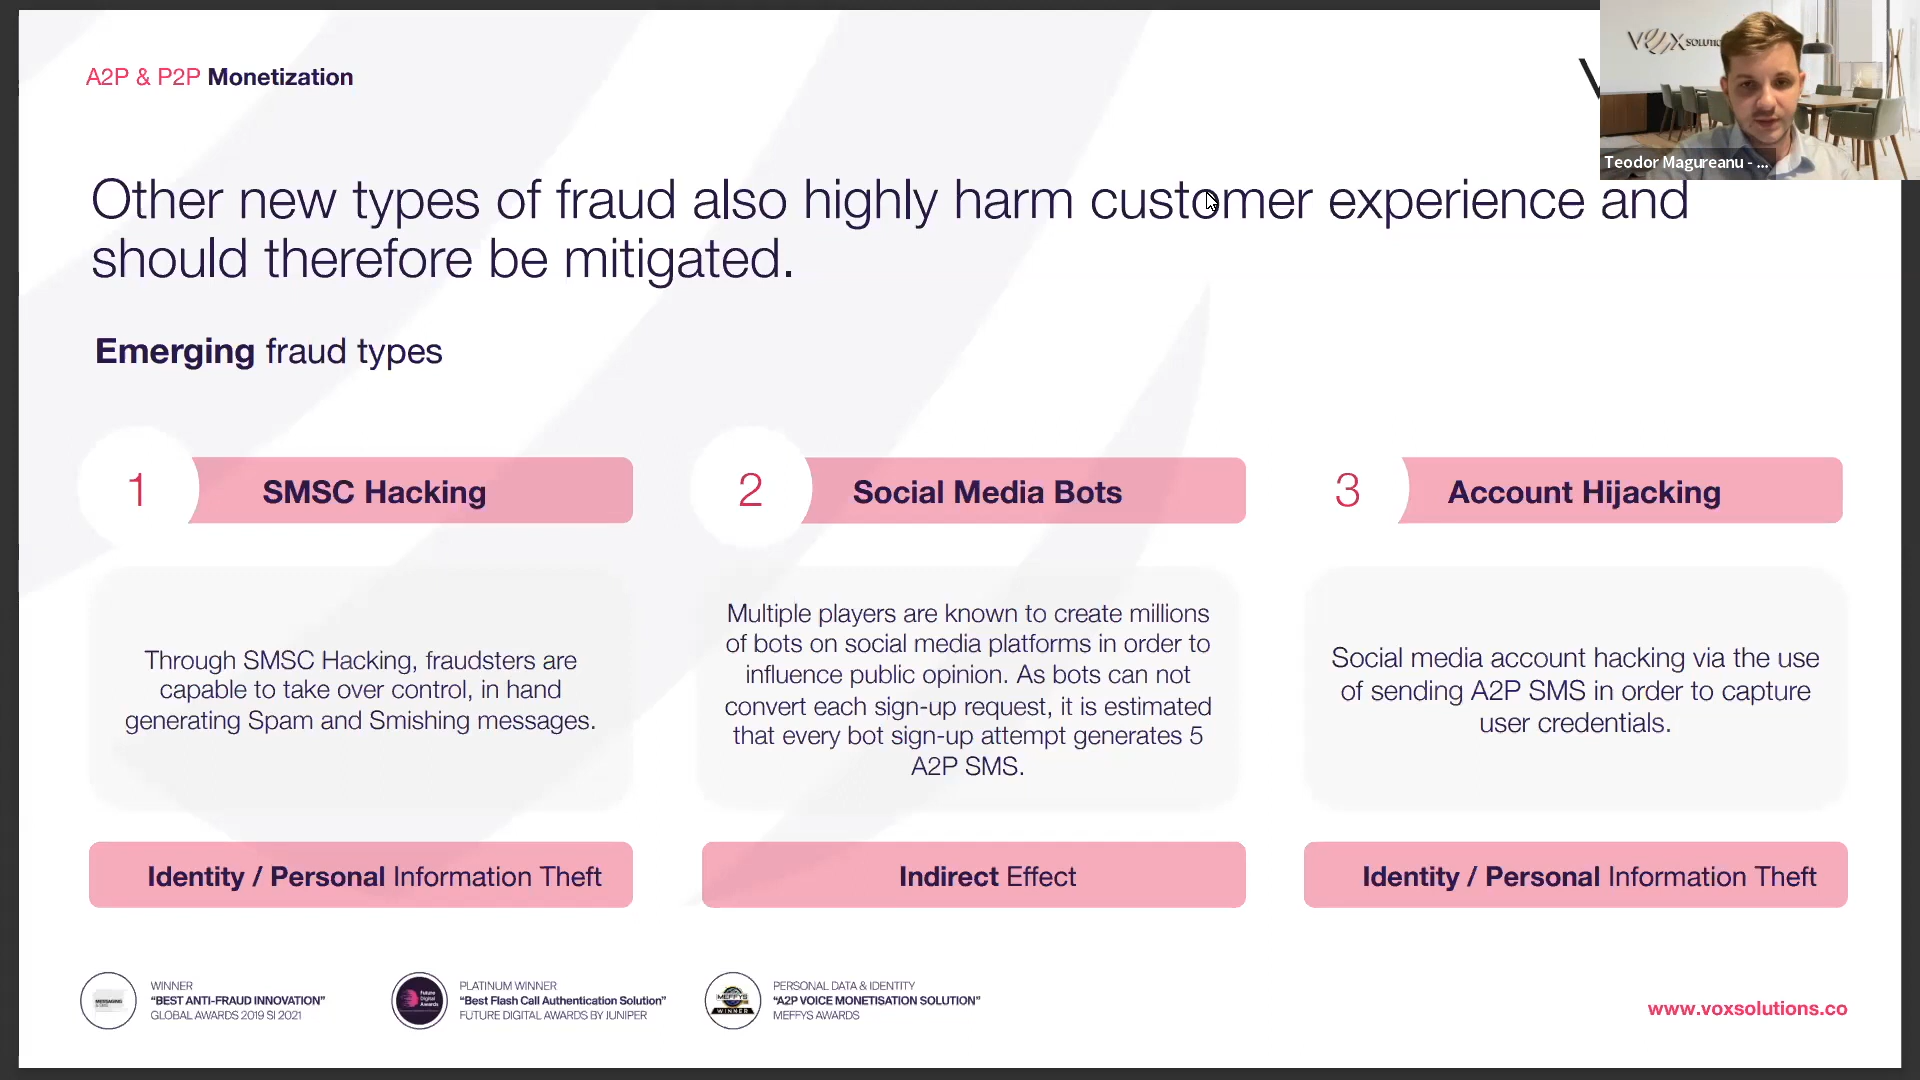 A2P & P2P Monetization
VOX SOLUTIO
Teodor Magureanu - ...
Other new types of fraud also highly harm customer experience and
should therefore be mitigated.
Emerging fraud types
1
SMSC Hacking
2
Social Media Bots
3
Account Hijacking
Through SMSC Hacking, fraudsters are
capable to take over control, in hand
generating Spam and Smishing messages.
Multiple players are known to create millions
of bots on social media platforms in order to
influence public opinion. As bots can not
convert each sign-up request, it is estimated
that every bot sign-up attempt generates 5
A2P SMS.
Social media account hacking via the use
of sending A2P SMS in order to capture
user credentials.
Identity / Personal Information Theft
Indirect Effect
Identity / Personal Information Theft
WINNER
“BEST ANTI-FRAUD INNOVATION”
GLOBAL AWARDS 2019 SI 2021
Future
Digital
Awards
PLATINUM WINNER
“Best Flash Call Authentication Solution”
FUTURE DIGITAL AWARDS BY JUNIPER
MEFFYS
WINNER
PERSONAL DATA & IDENTITY
“A2P VOICE MONETISATION SOLUTION”
MEFFYS AWARDS
www.voxsolutions.co